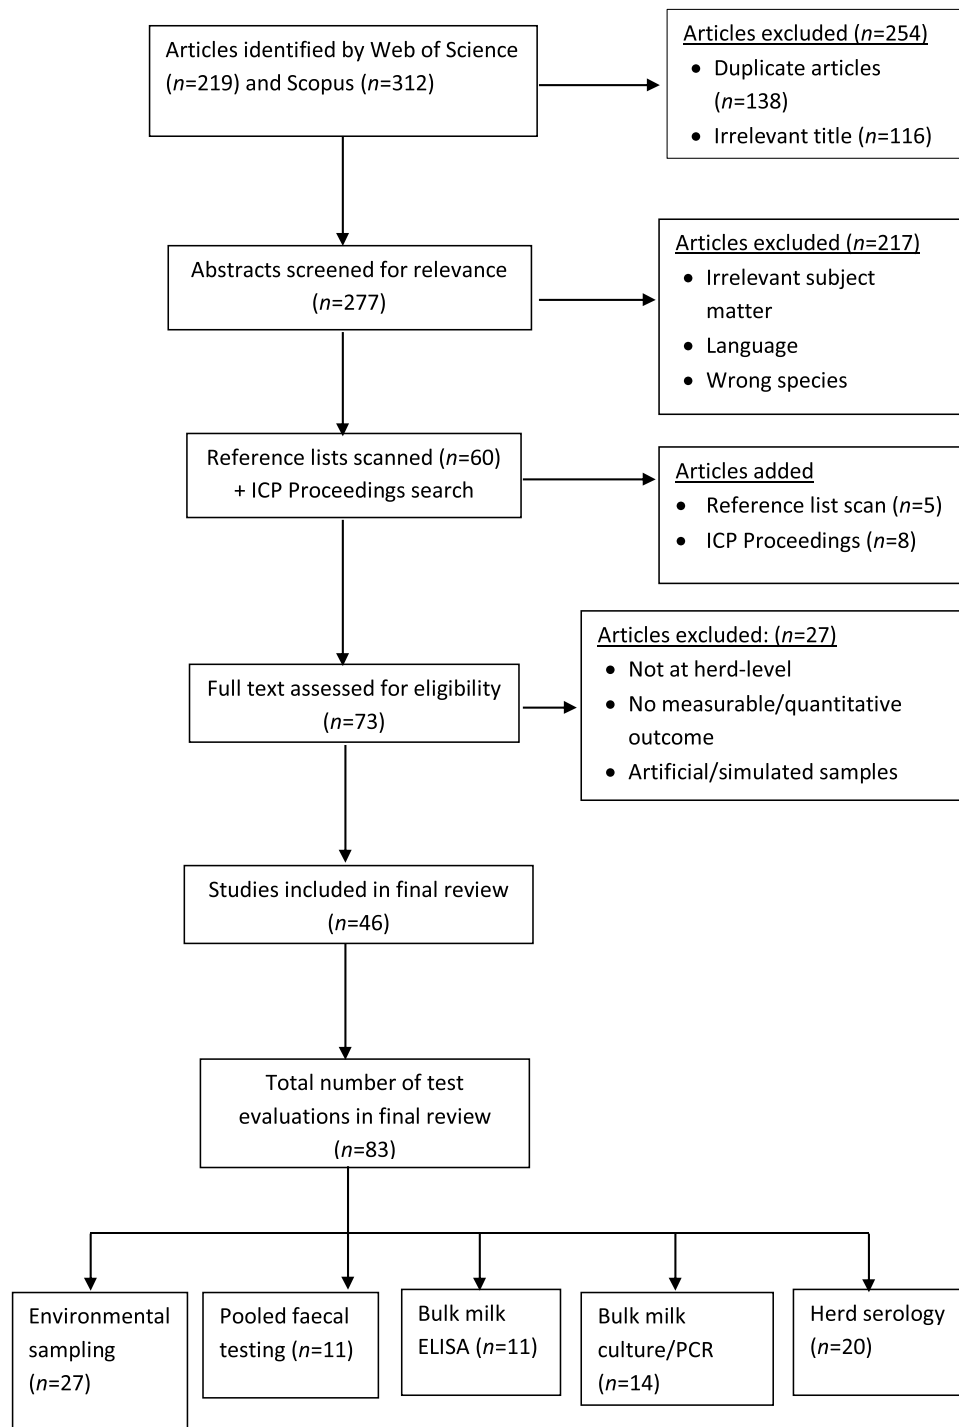 Articles identified by Web of Science
(n=219) and Scopus (n=312)
Articles excluded (n=254)
• Duplicate articles
(n=138)
• Irrelevant title (n=116)
Abstracts screened for relevance
(n=277)
Articles excluded (n=217)
• Irrelevant subject
matter
• Language
• Wrong species
Reference lists scanned (n=60)
+ ICP Proceedings search
Articles added
• Reference list scan (n=5)
• ICP Proceedings (n=8)
Full text assessed for eligibility
(n=73)
Articles excluded: (n=27)
• Not at herd-level
• No measurable/quantitative
outcome
• Artificial/simulated samples
Studies included in final review
(n=46)
Total number of test
evaluations in final review
(n=83)
Environmental
sampling
(n=27)
Pooled faecal
testing (n=11)
Bulk milk
ELISA (n=11)
Bulk milk
culture/PCR
(n=14)
Herd serology
(n=20)